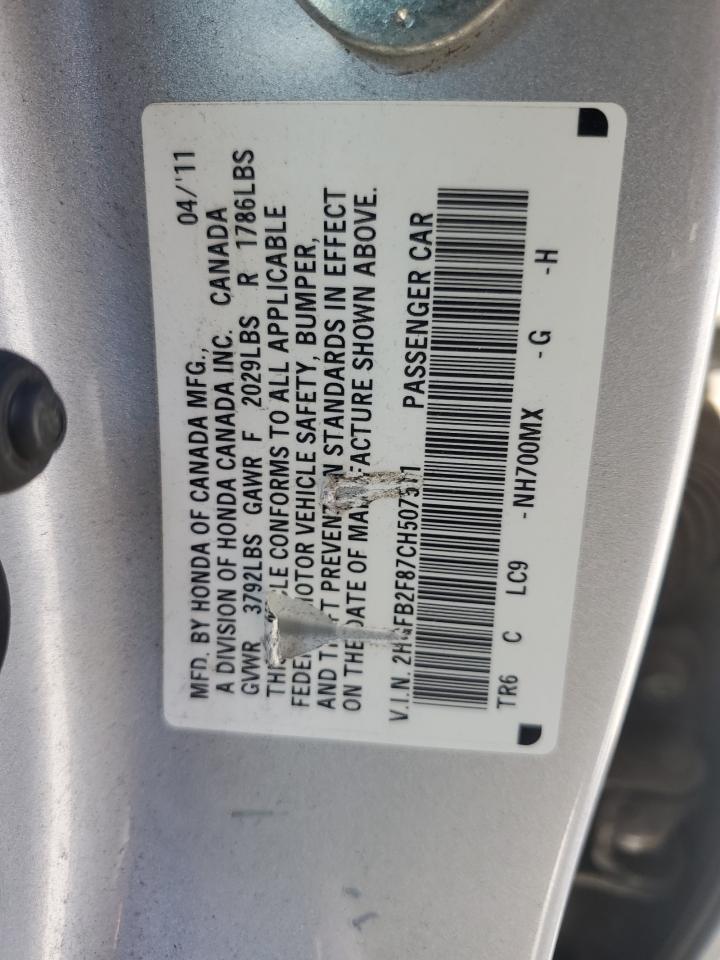 04/'11
MFD. BY HONDA OF CANADA MFG.,
A DIVISION OF HONDA CANADA INC. CANADA
GVWR 3792LBS GAWR F 2029LBS R 1786LBS
CONFORMS TO ALL APPLICABLE
MOTOR VEHICLE SAFETY, BUMPER,
AND STANDARDS IN EFFECT
ON THE DATE OF SHOWN ABOVE.
V.I.N. PASSENGER CAR
TR6 C LC9 -NH700MX -G -H